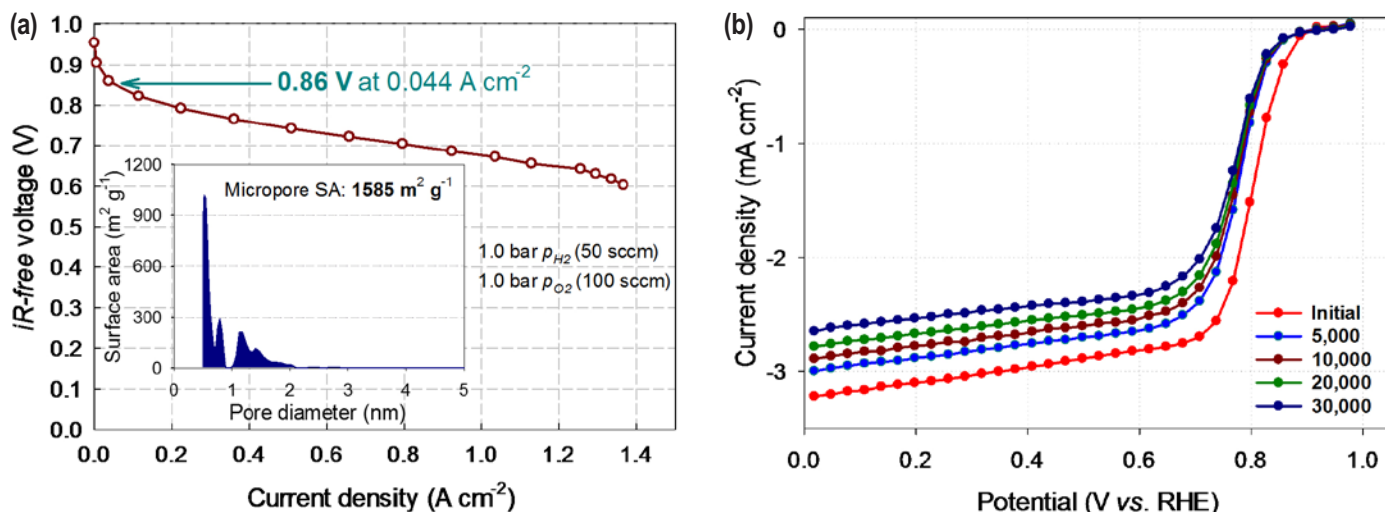 (a)
iR-free voltage (V)
1.0
0.9
0.8
0.7
0.6
0.5
0.4
0.3
0.2
0.1
0.0
0.86 V at 0.044 A cm⁻²
Surface area (m² g⁻¹)
1200
900
600
300
0
Micropore SA: 1585 m² g⁻¹
0 1 2 3 4 5
Pore diameter (nm)
1.0 bar pH2 (50 sccm)
1.0 bar pO2 (100 sccm)
0.0 0.2 0.4 0.6 0.8 1.0 1.2 1.4
Current density (A cm⁻²)
(b)
Current density (mA cm⁻²)
0
-1
-2
-3
Initial
5,000
10,000
20,000
30,000
0.0 0.2 0.4 0.6 0.8 1.0
Potential (V vs. RHE)